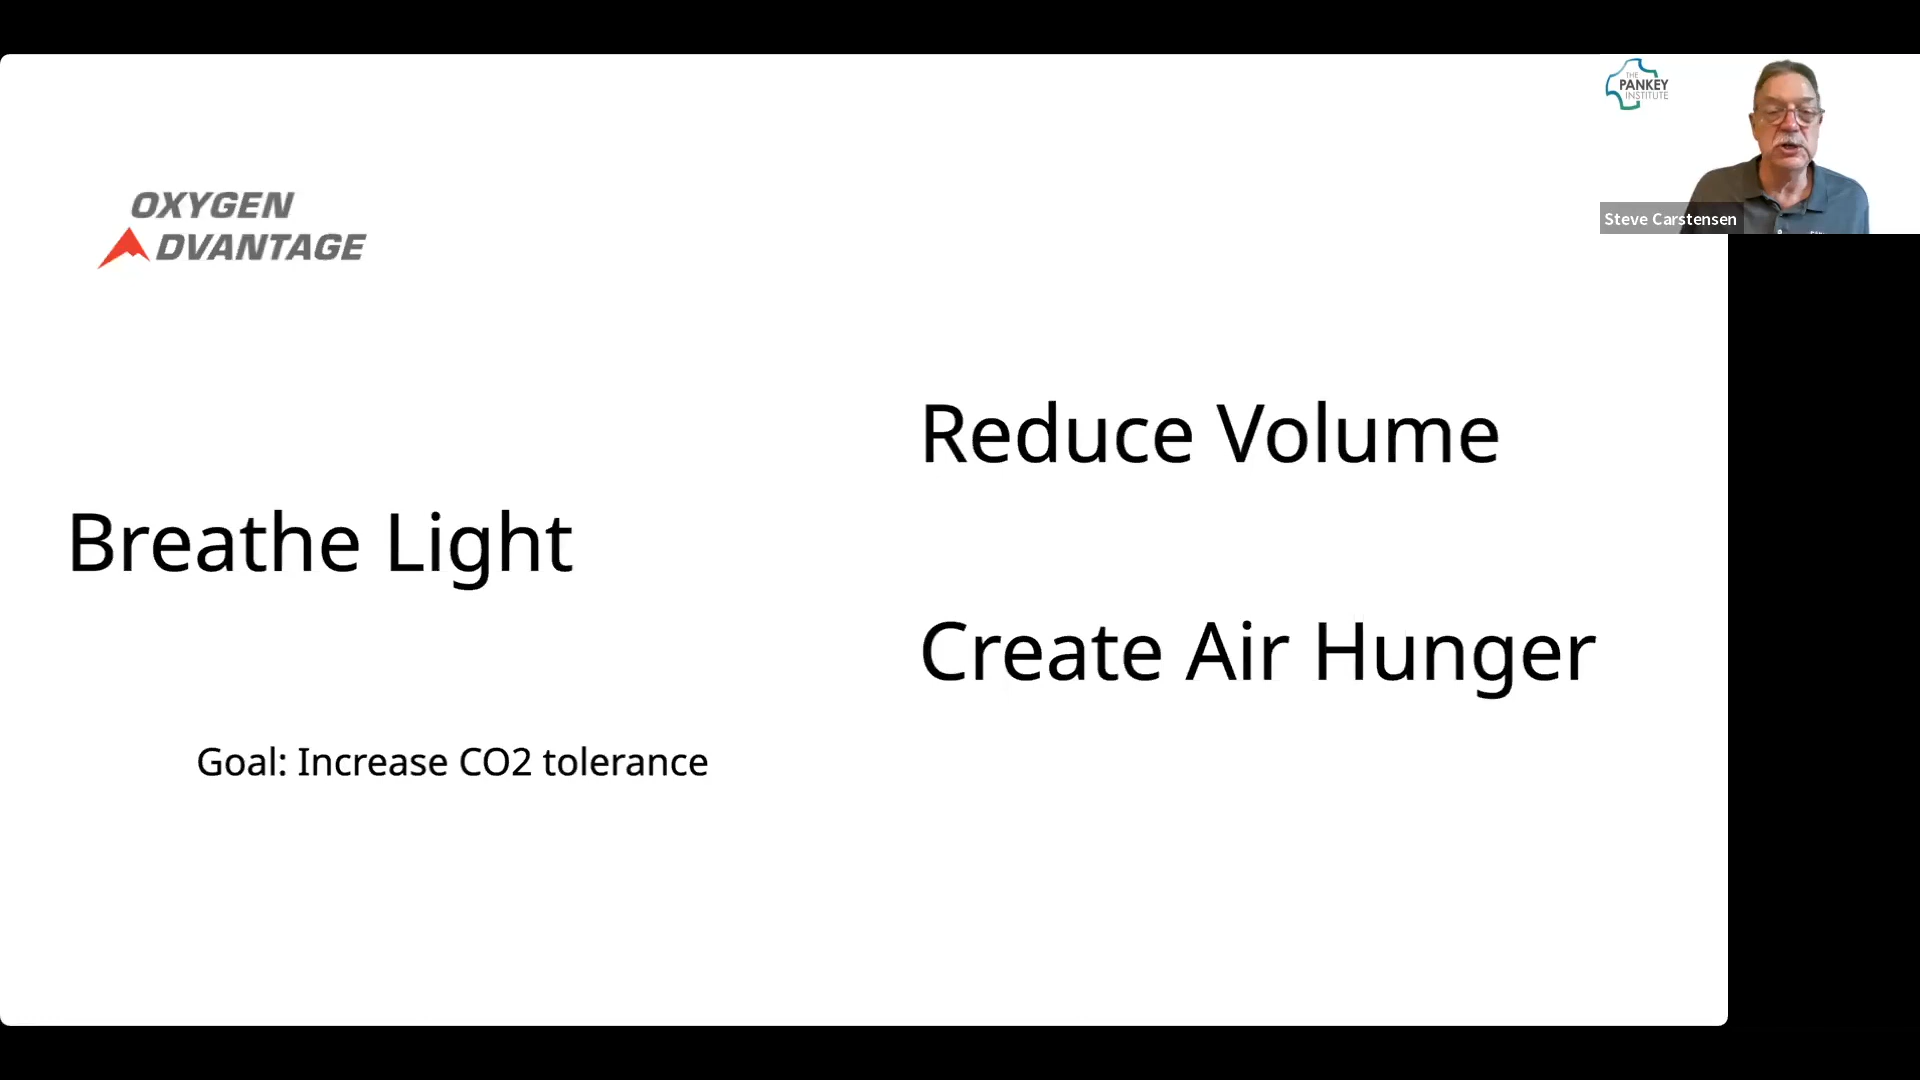 THE
PANKEY
INSTITUTE
Steve Carstensen
OXYGEN
DVANTAGE
Breathe Light
Goal: Increase CO2 tolerance
Reduce Volume
Create Air Hunger